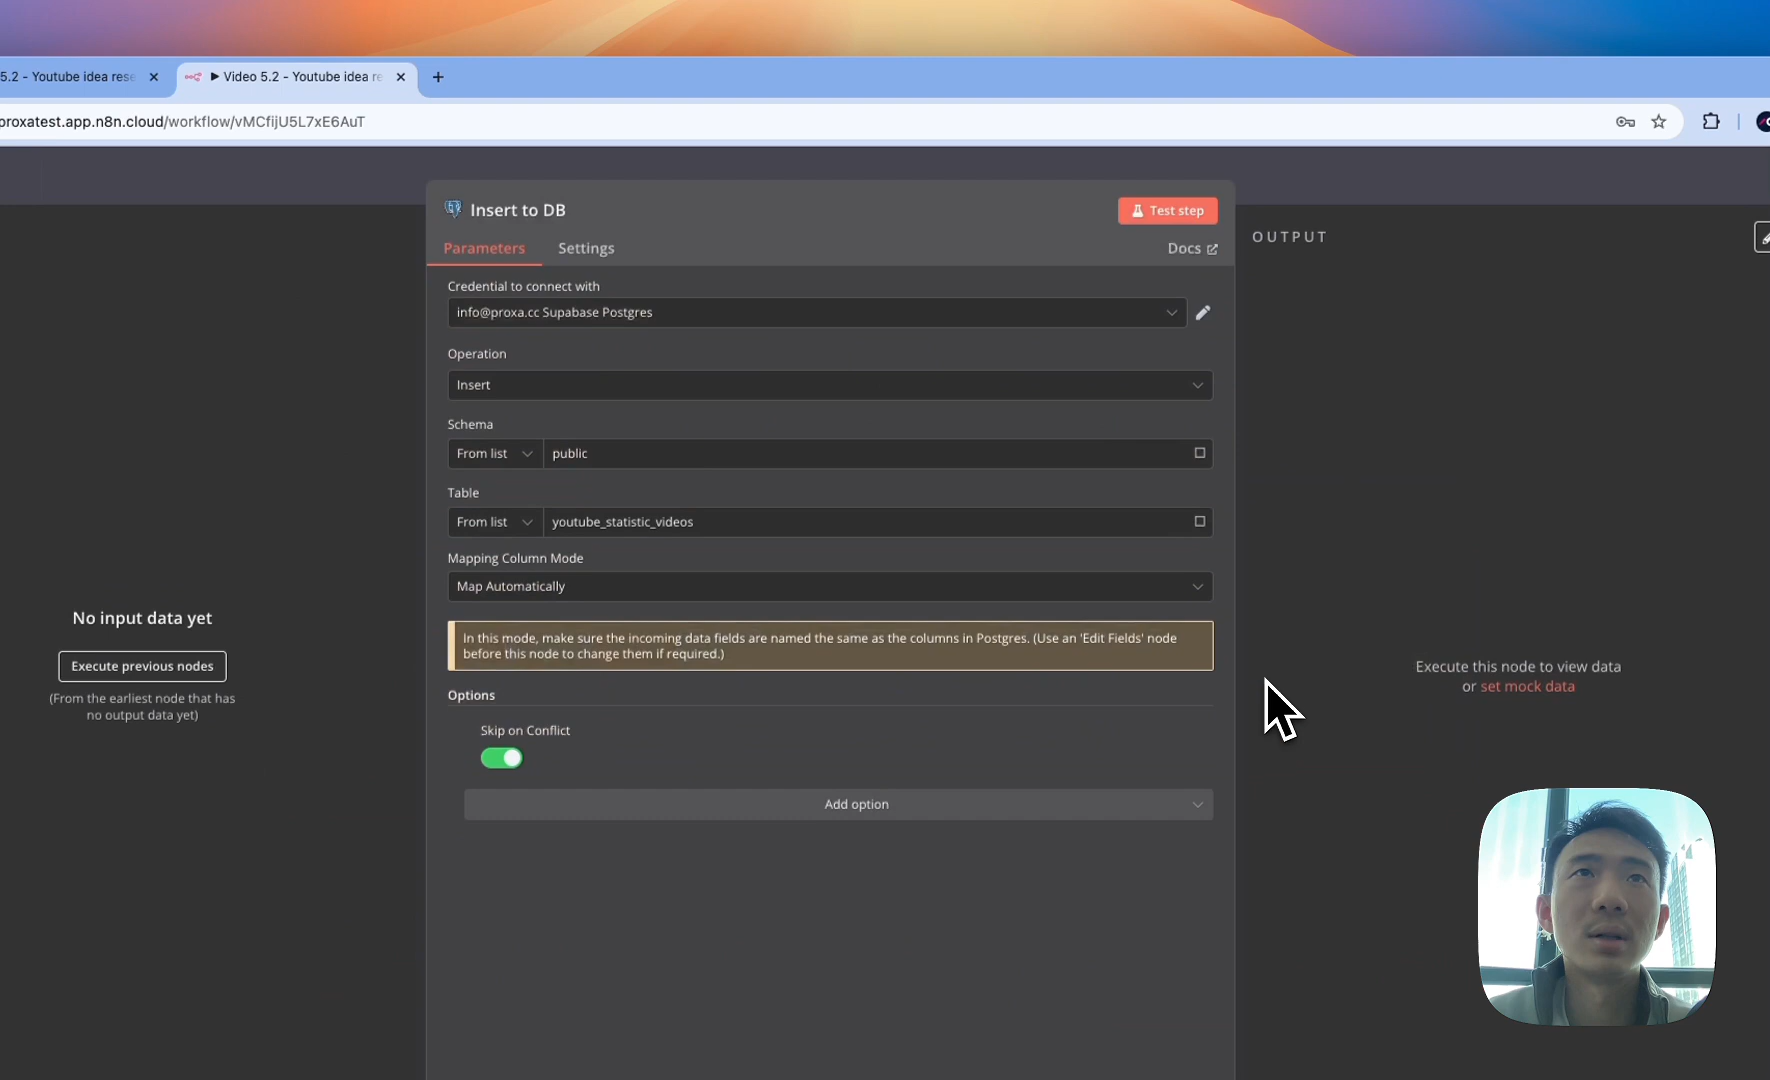 5.2 - Youtube idea rese
Video 5.2 - Youtube idea re
proxatest.app.n8n.cloud/workflow/vMCfijU5L7xE6AuT
Insert to DB
Test step
Parameters
Settings
Docs
Credential to connect with
info@proxa.cc Supabase Postgres
Operation
Insert
Schema
From list
public
Table
From list
youtube_statistic_videos
Mapping Column Mode
Map Automatically
In this mode, make sure the incoming data fields are named the same as the columns in Postgres. (Use an 'Edit Fields' node
before this node to change them if required.)
Options
Skip on Conflict
Add option
No input data yet
Execute previous nodes
(From the earliest node that has
no output data yet)
OUTPUT
Execute this node to view data
or set mock data